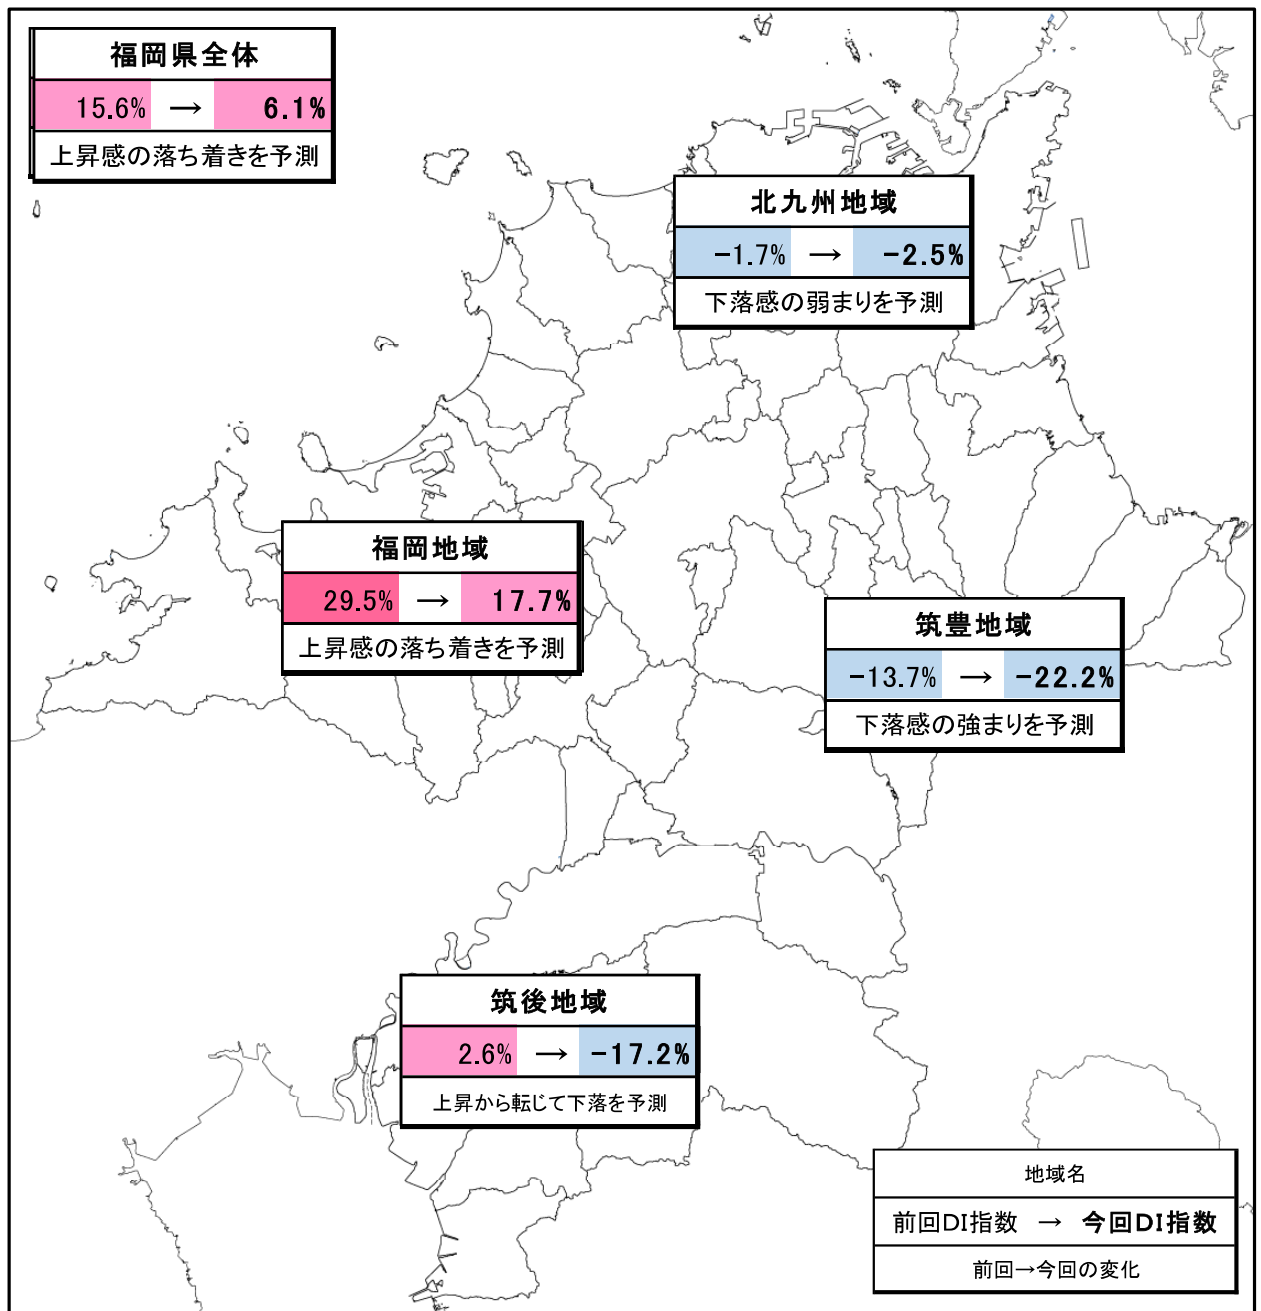 福岡県全体
15.6% → 6.1%
上昇感の落ち着きを予測
北九州地域
-1.7% → -2.5%
下落感の弱まりを予測
福岡地域
29.5% → 17.7%
上昇感の落ち着きを予測
筑豊地域
-13.7% → -22.2%
下落感の強まりを予測
筑後地域
2.6% → -17.2%
上昇から転じて下落を予測
地域名
前回DI指数 → 今回DI指数
前回→今回の変化